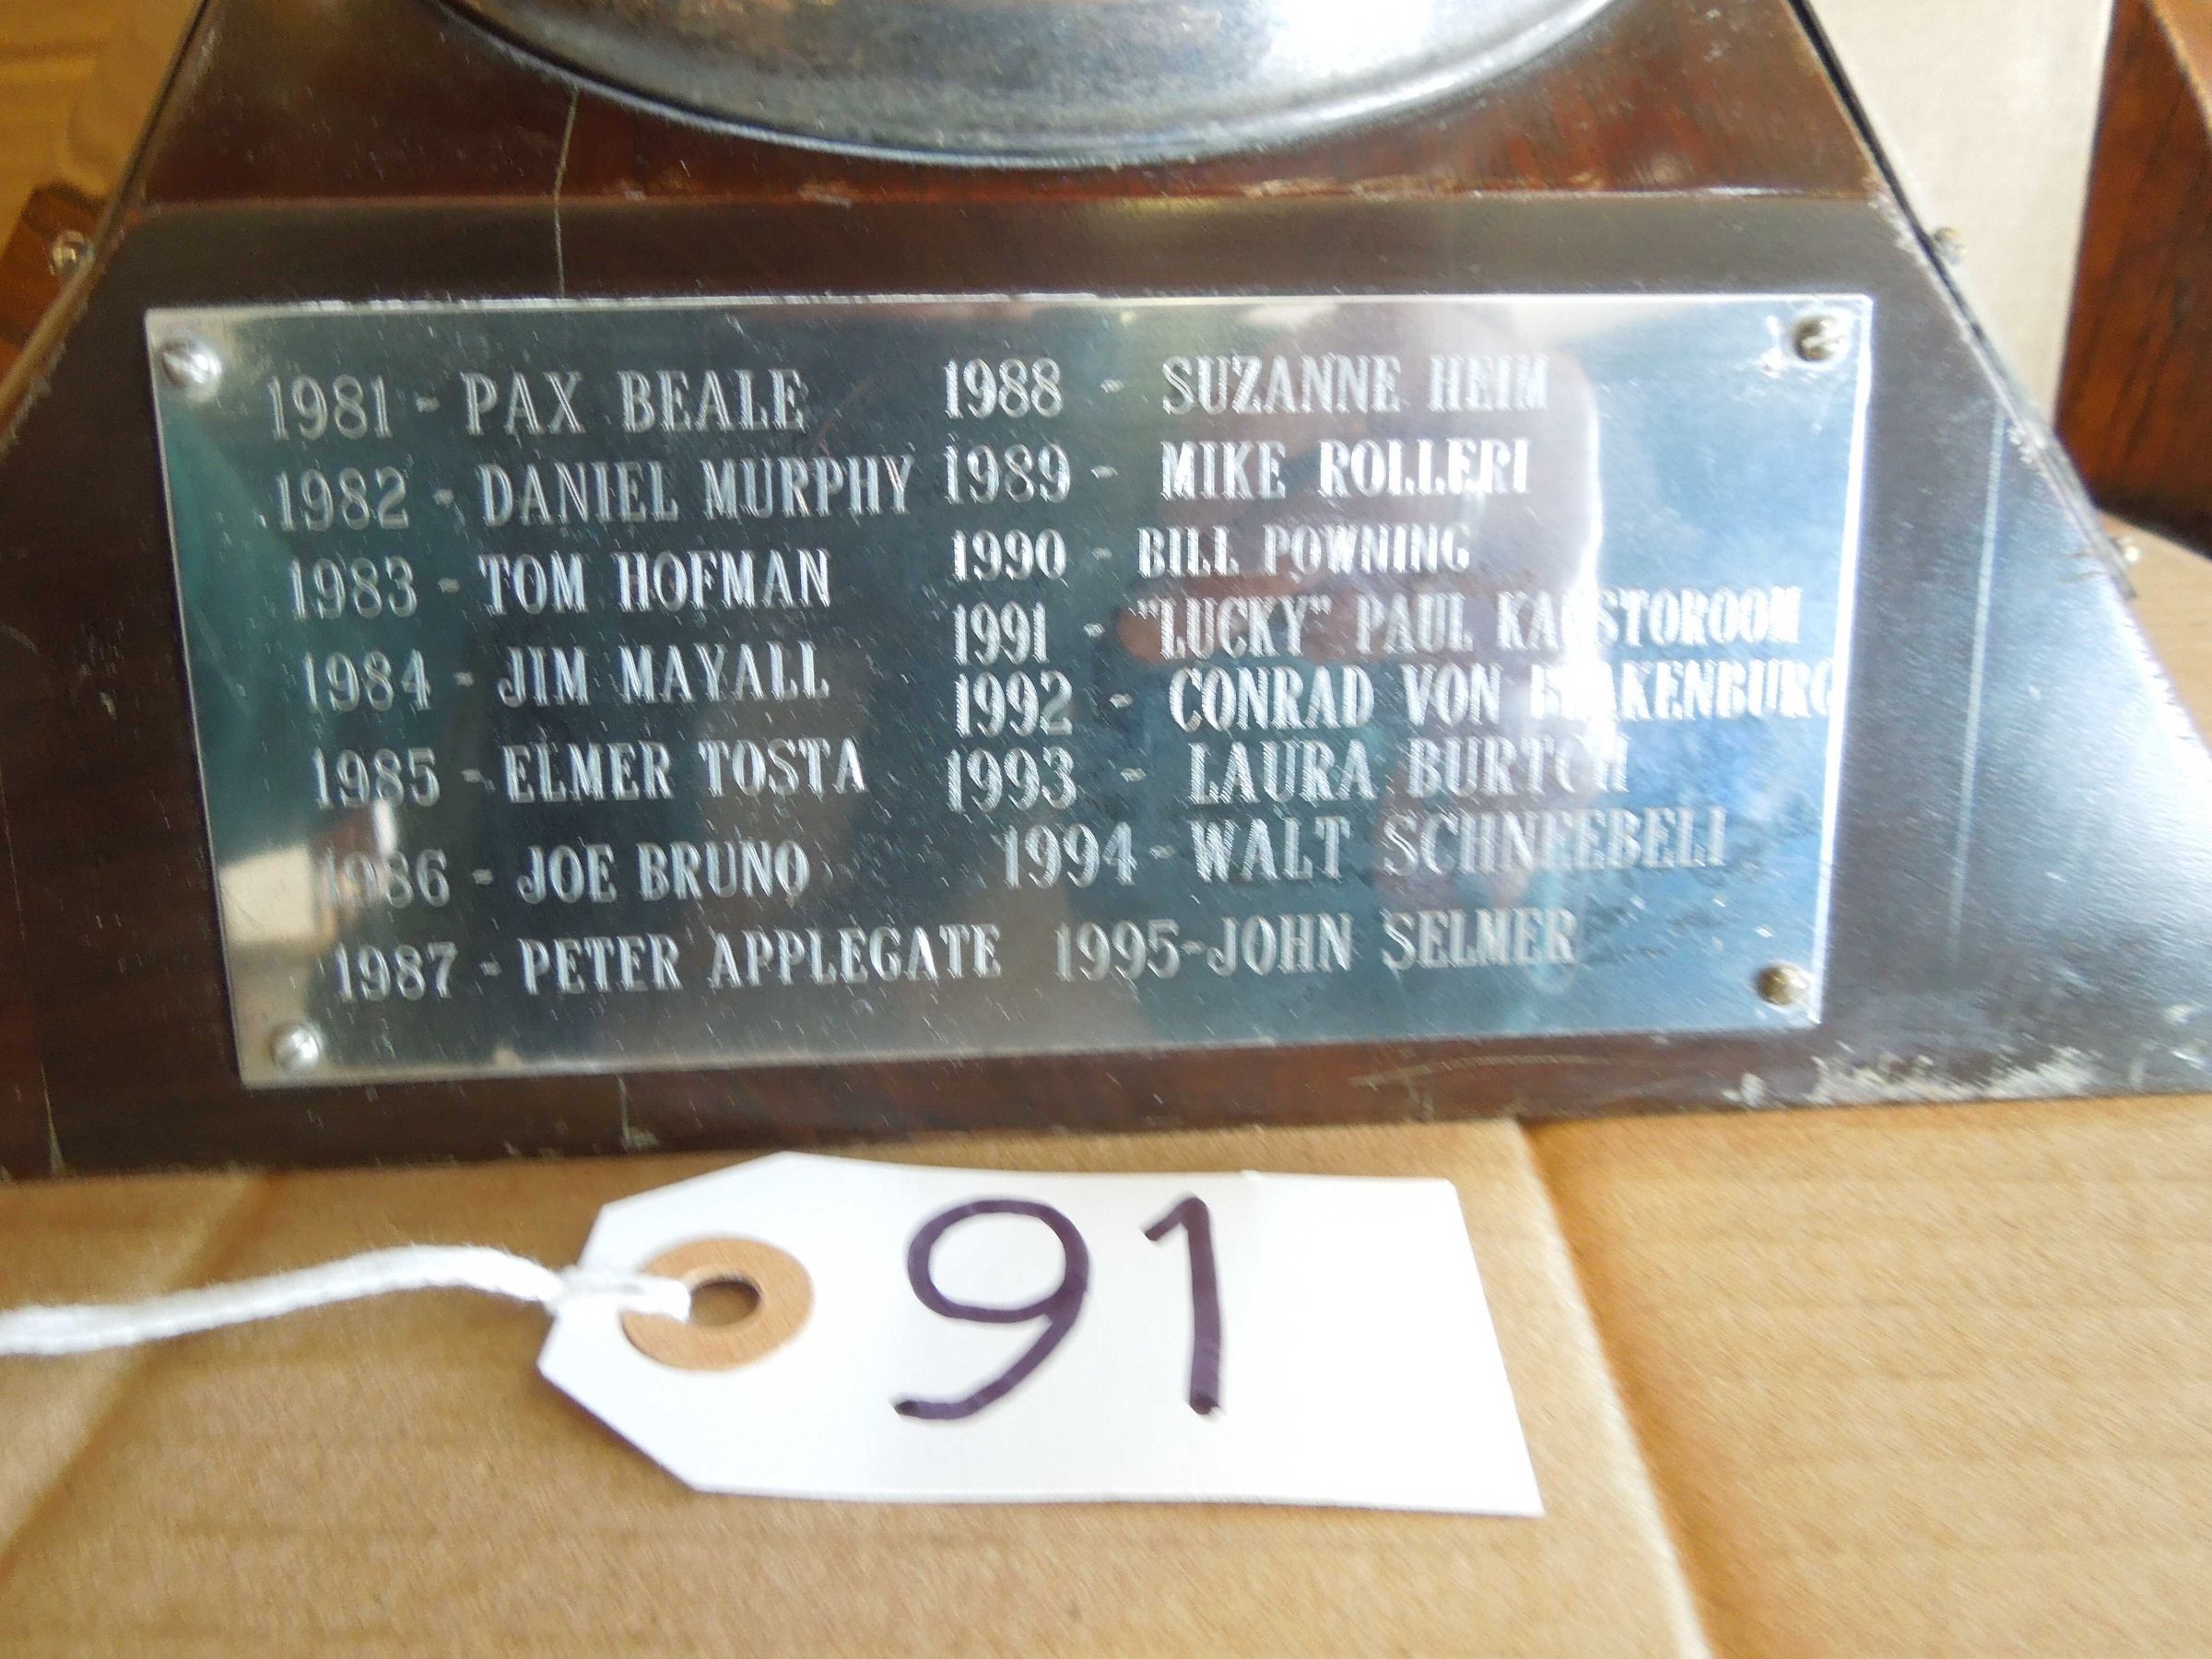 1981 - PAX BEALE
1982 - DANIEL MURPHY
1983 - TOM HOFMAN
1984 - JIM MAYALL
1985 - ELMER TOSTA
1986 - JOE BRUNO
1987 - PETER APPLEGATE
1988 - SUZANNE HEIM
1989 - MIKE ROLLERI
1990 - BILL POWNING
1991 - "LUCKY" PAUL
1992 - CONRAD VON
1993 - LAURA BURTCH
1994 - WALT SCHNEEBELI
1995-JOHN SELMER
91